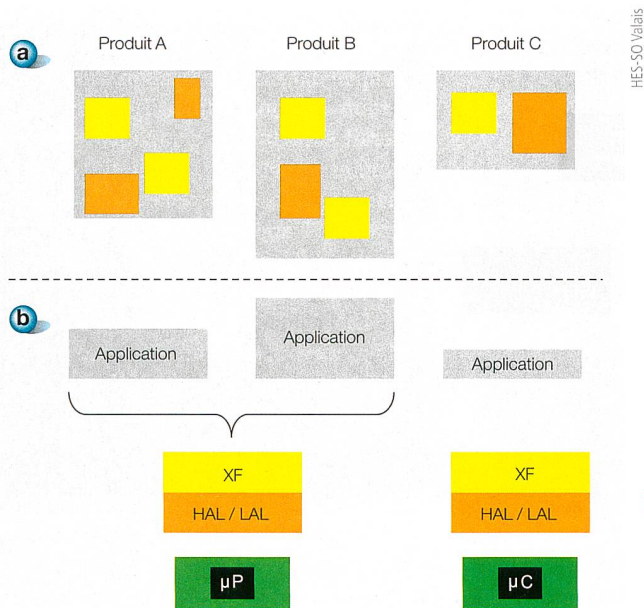 HES-SO Valais
a
Produit A
Produit B
Produit C
b
Application
Application
Application
XF
HAL / LAL
XF
HAL / LAL
µP
µC